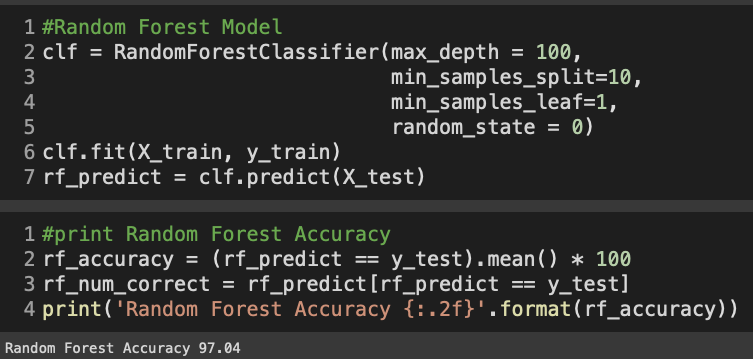 1 #Random Forest Model
2 clf = RandomForestClassifier(max_depth = 100,
3                              min_samples_split=10,
4                              min_samples_leaf=1,
5                              random_state = 0)
6 clf.fit(X_train, y_train)
7 rf_predict = clf.predict(X_test)
1 #print Random Forest Accuracy
2 rf_accuracy = (rf_predict == y_test).mean() * 100
3 rf_num_correct = rf_predict[rf_predict == y_test]
4 print('Random Forest Accuracy {:.2f}'.format(rf_accuracy))
Random Forest Accuracy 97.04